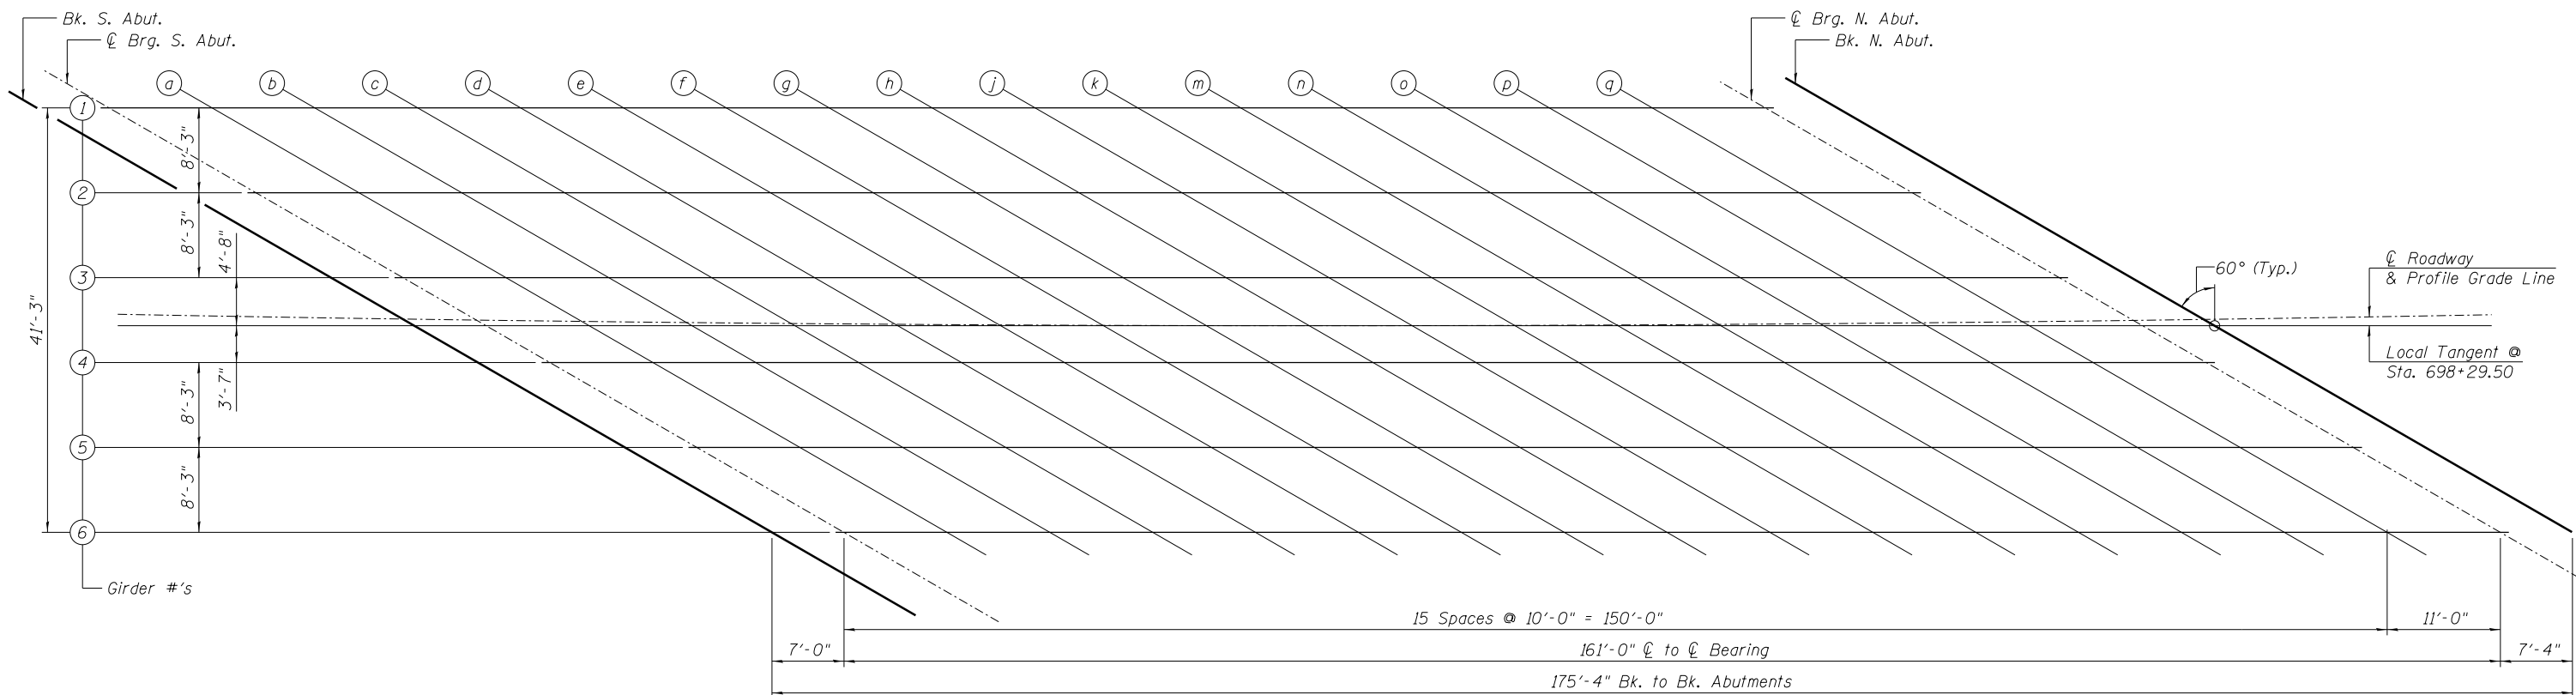 Bk. S. Abut.
℄ Brg. S. Abut.
℄ Brg. N. Abut.
Bk. N. Abut.
a
b
c
d
e
f
g
h
j
k
m
n
o
p
q
1
2
3
4
5
6
41'-3"
8'-3"
8'-3"
4'-8"
3'-7"
8'-3"
8'-3"
60° (Typ.)
℄ Roadway
& Profile Grade Line
Local Tangent @
Sta. 698+29.50
Girder #'s
15 Spaces @ 10'-0" = 150'-0"
11'-0"
7'-0"
161'-0" ℄ to ℄ Bearing
7'-4"
175'-4" Bk. to Bk. Abutments